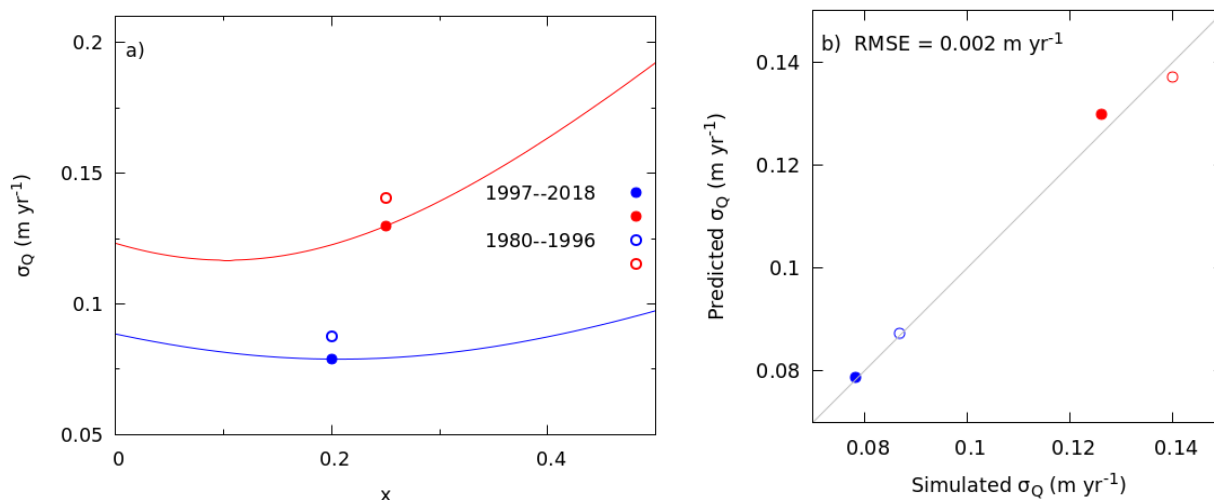 a)
0.2
0.15
0.1
0.05
σQ (m yr-1)
1997--2018
1980--1996
0
0.2
0.4
x
b) RMSE = 0.002 m yr-1
0.14
0.12
0.1
0.08
Predicted σQ (m yr-1)
0.08
0.1
0.12
0.14
Simulated σQ (m yr-1)